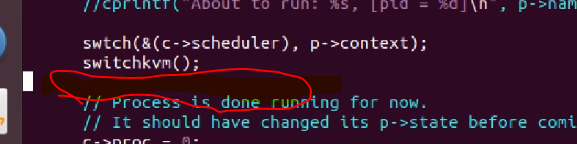 //cprintf("About to run: %s, [pid = %d]\n", p->nam
swtch(&(c->scheduler), p->context);
switchkvm();
// Process is done running for now.
// It should have changed its p->state before comi
c->proc = 0;